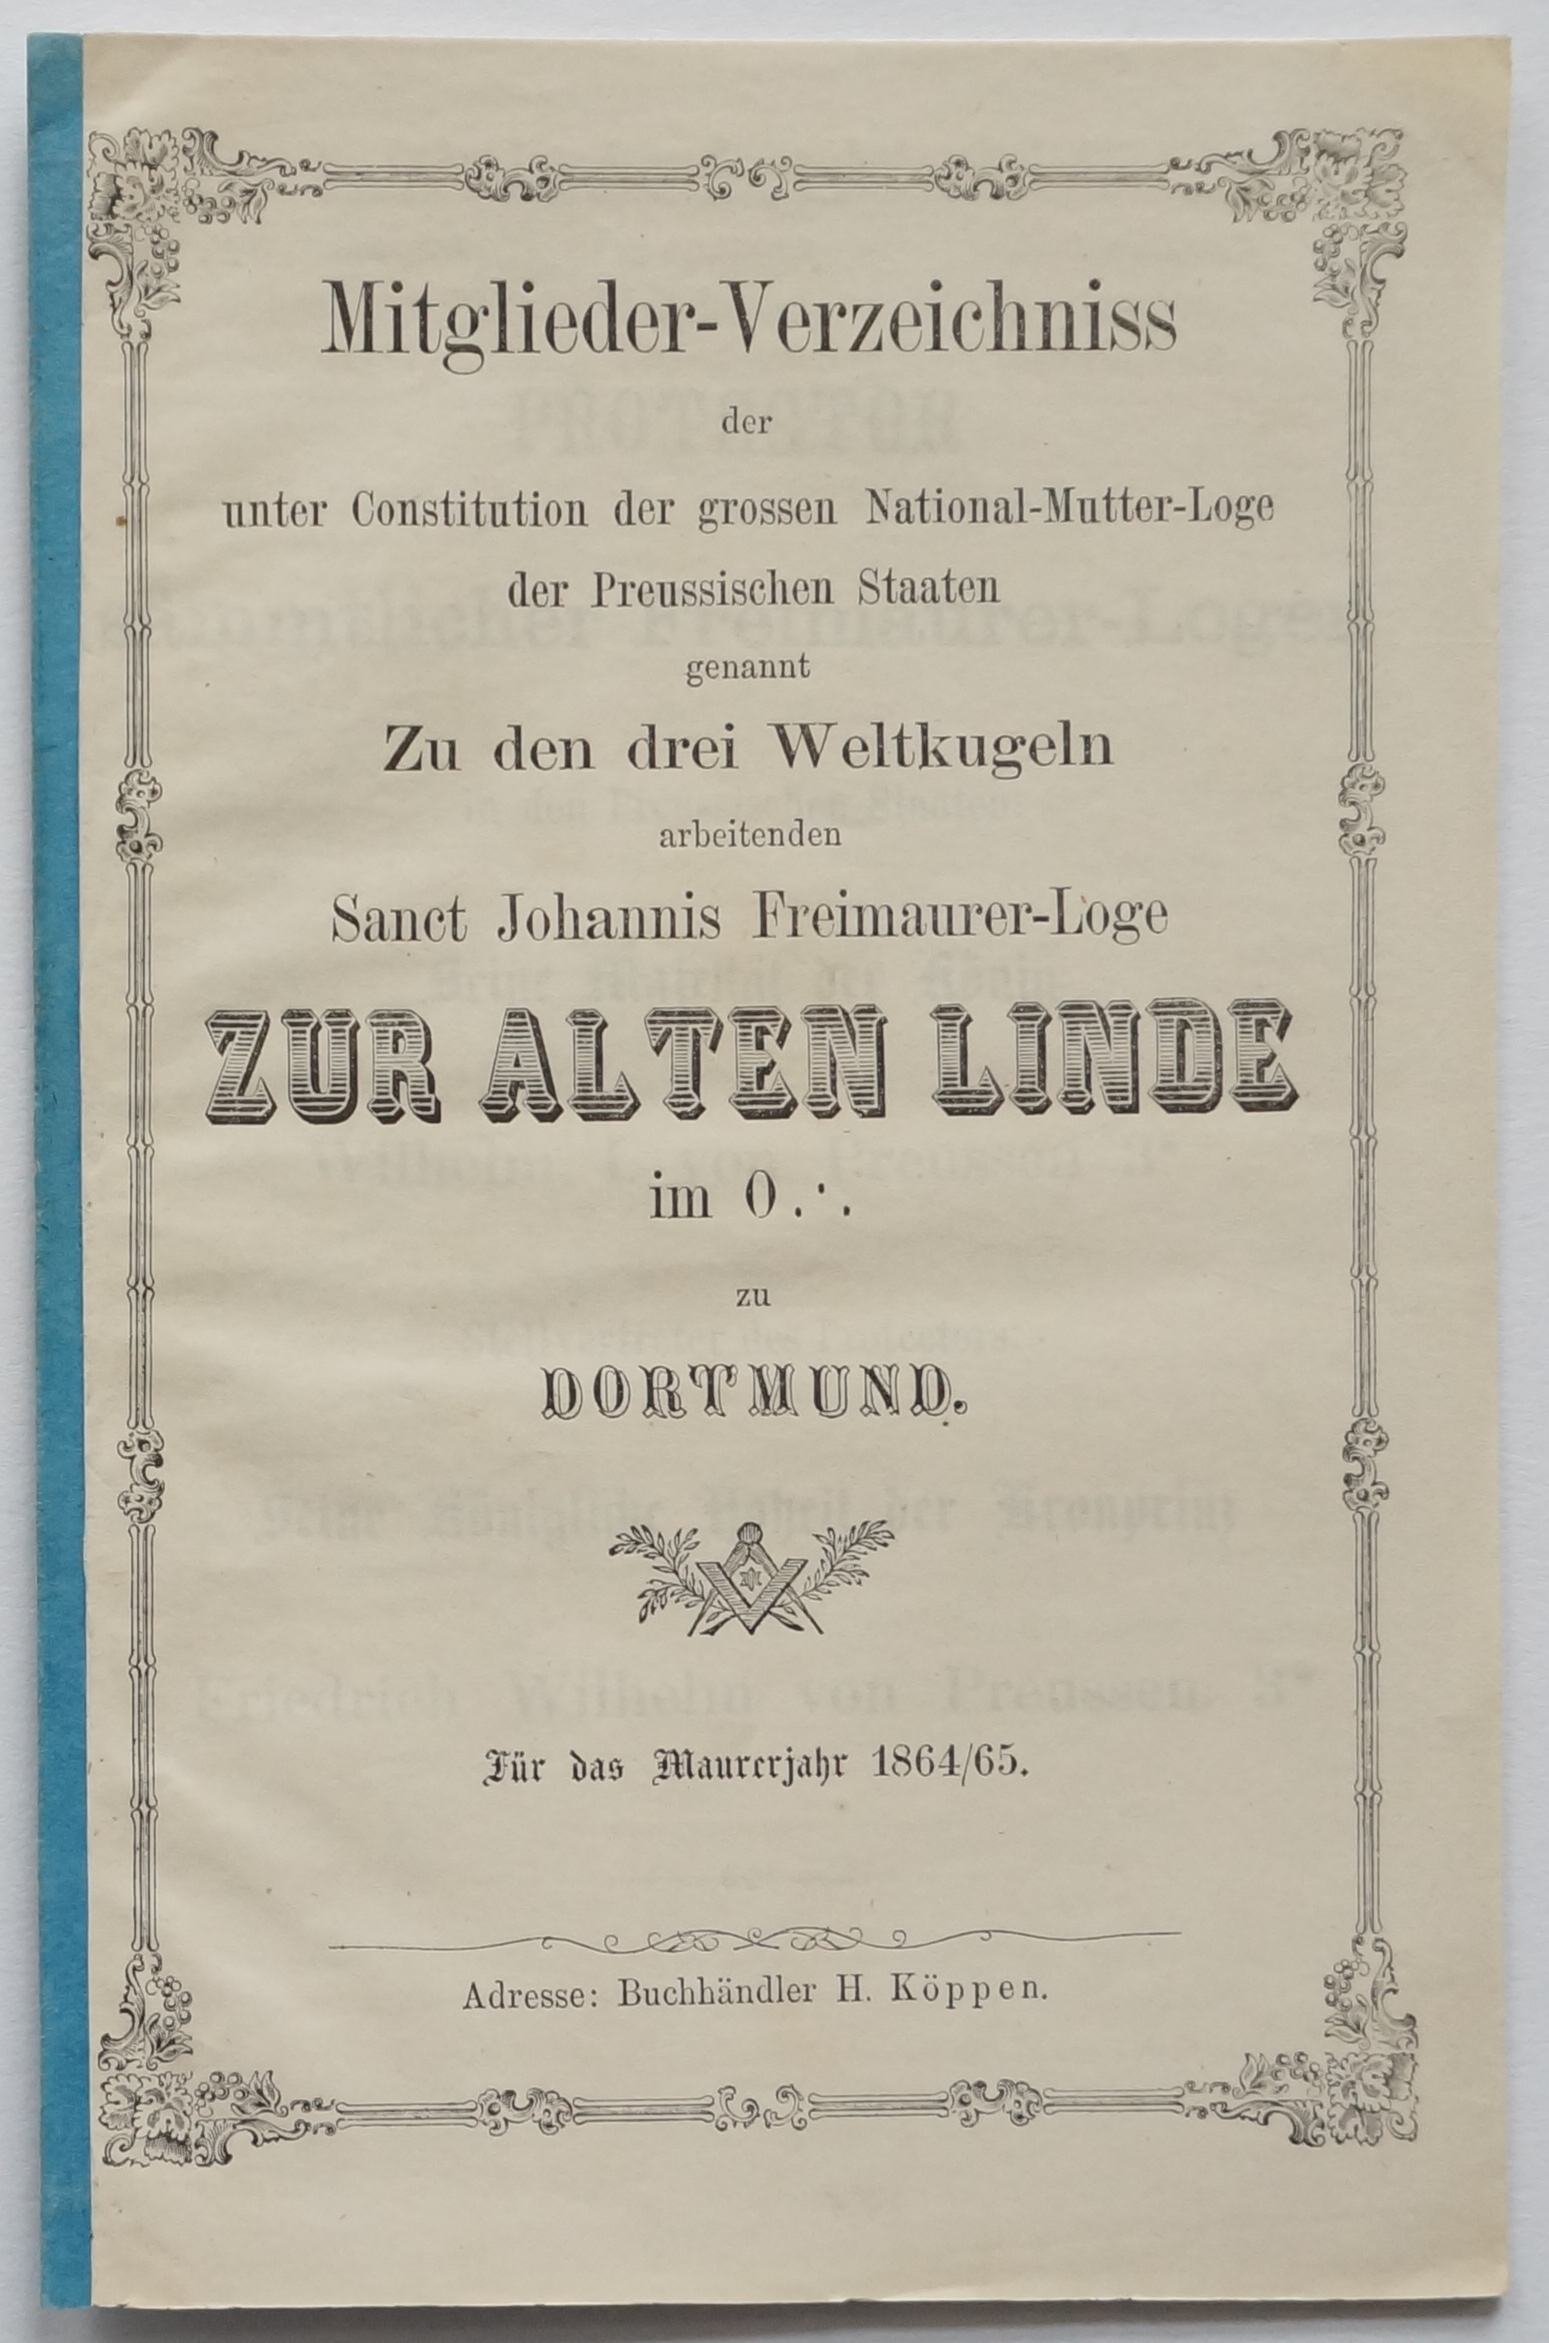 Mitglieder-Verzeichniss
der
unter Constitution der grossen National-Mutter-Loge
der Preussischen Staaten
genannt
Zu den drei Weltkugeln
arbeitenden
Sanct Johannis Freimaurer-Loge
ZUR ALTEN LINDE
im O.·.
zu
DORTMUND.
Für das Maurerjahr 1864/65.
Adresse: Buchhändler H. Köppen.